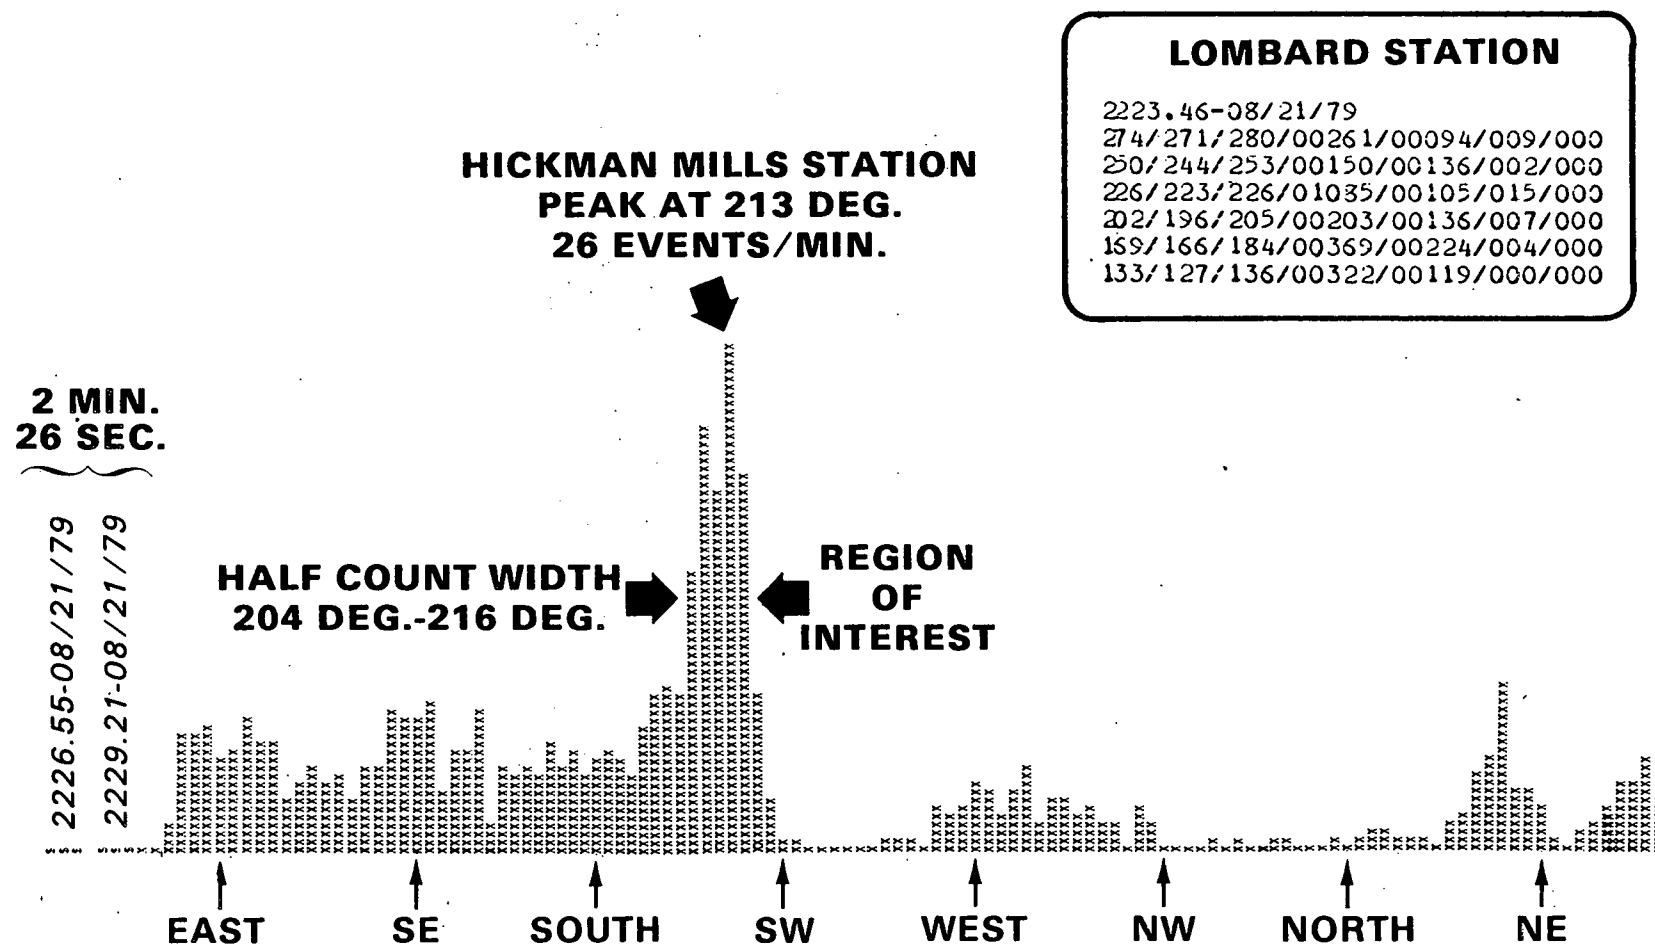 LOMBARD STATION
2223.46-08/21/79
274/271/280/00261/00094/009/000
250/244/253/00150/00136/002/000
226/223/226/01035/00105/015/000
202/196/205/00203/00136/007/000
169/166/184/00369/00224/004/000
133/127/136/00322/00119/000/000
HICKMAN MILLS STATION
PEAK AT 213 DEG.
26 EVENTS/MIN.
2 MIN.
26 SEC.
2226.55-08/21/79
2229.21-08/21/79
HALF COUNT WIDTH
204 DEG.-216 DEG.
REGION
OF
INTEREST
EAST SE SOUTH SW WEST NW NORTH NE